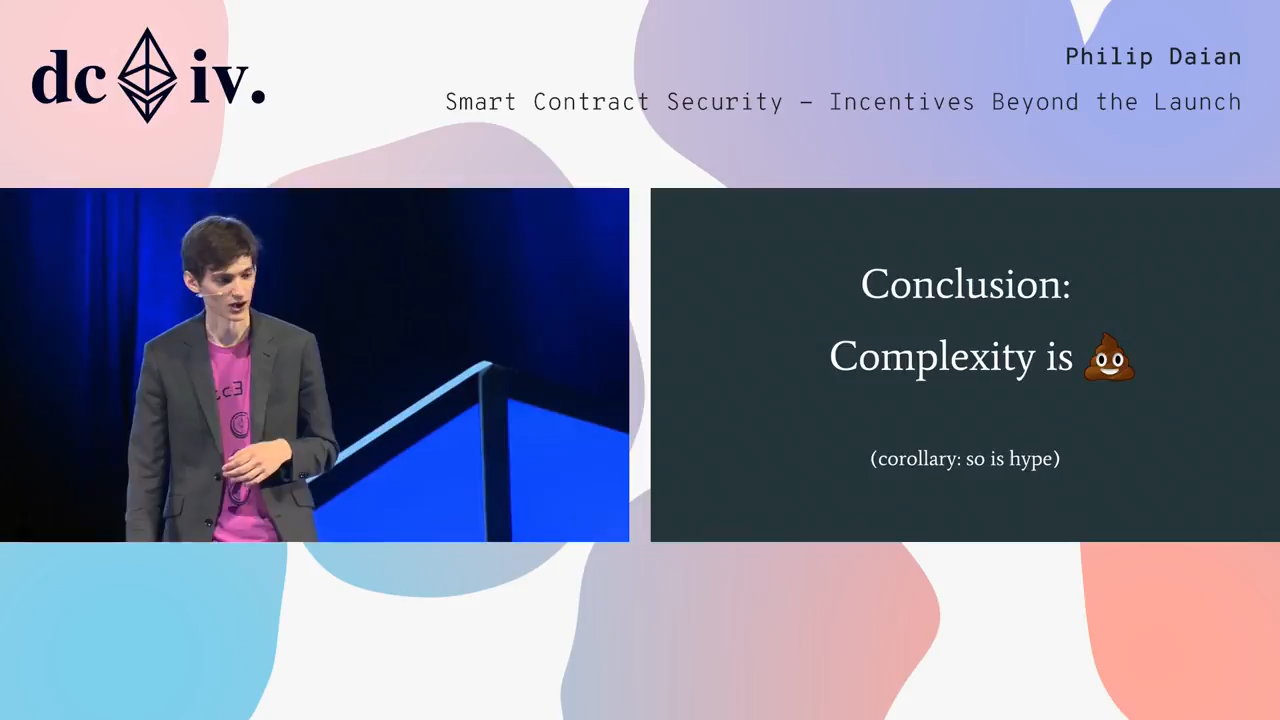 dc iv.
Philip Daian
Smart Contract Security – Incentives Beyond the Launch
Conclusion:
Complexity is 💩
(corollary: so is hype)